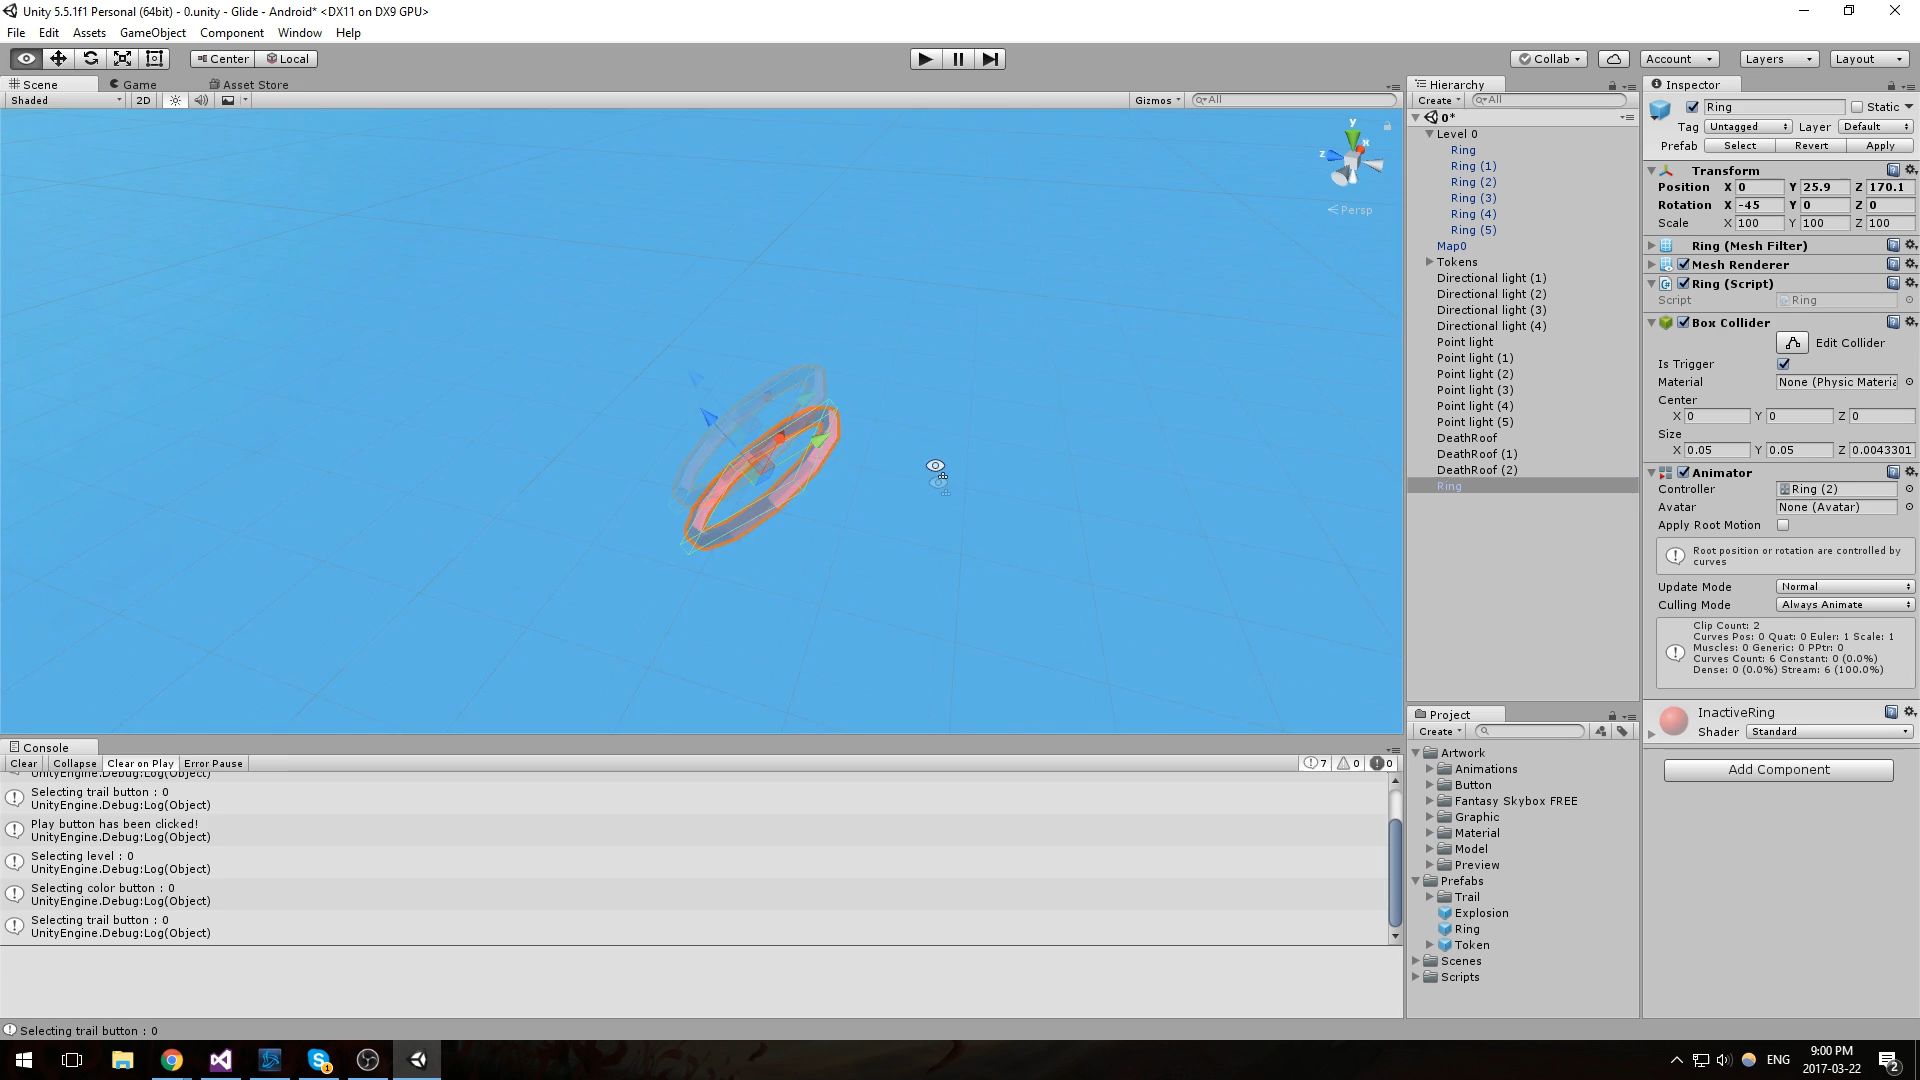 Unity 5.5.1f1 Personal (64bit) - 0.unity - Glide - Android* <DX11 on DX9 GPU>
File Edit Assets GameObject Component Window Help
Center Local
Collab Account Layers Layout
Scene Game Asset Store
Shaded 2D Gizmos All
y x z
Persp
Hierarchy
Create All
0*
Level 0
Ring
Ring (1)
Ring (2)
Ring (3)
Ring (4)
Ring (5)
Map0
Tokens
Directional light (1)
Directional light (2)
Directional light (3)
Directional light (4)
Point light
Point light (1)
Point light (2)
Point light (3)
Point light (4)
Point light (5)
DeathRoof
DeathRoof (1)
DeathRoof (2)
Ring
Inspector
Ring Static
Tag Untagged Layer Default
Prefab Select Revert Apply
Transform
Position X 0 Y 25.9 Z 170.1
Rotation X -45 Y 0 Z 0
Scale X 100 Y 100 Z 100
Ring (Mesh Filter)
Mesh Renderer
Ring (Script)
Script Ring
Box Collider
Edit Collider
Is Trigger
Material None (Physic Materia
Center
X 0 Y 0 Z 0
Size
X 0.05 Y 0.05 Z 0.0043301
Animator
Controller Ring (2)
Avatar None (Avatar)
Apply Root Motion
Root position or rotation are controlled by
curves
Update Mode Normal
Culling Mode Always Animate
Clip Count: 2
Curves Pos: 0 Quat: 0 Euler: 1 Scale: 1
Muscles: 0 Generic: 0 PPtr: 0
Curves Count: 6 Constant: 0 (0.0%)
Dense: 0 (0.0%) Stream: 6 (100.0%)
InactiveRing
Shader Standard
Add Component
Project
Create
Artwork
Animations
Button
Fantasy Skybox FREE
Graphic
Material
Model
Preview
Prefabs
Trail
Explosion
Ring
Token
Scenes
Scripts
Console
Clear Collapse Clear on Play Error Pause 7 0 0
UnityEngine.Debug:Log(Object)
Selecting trail button : 0
UnityEngine.Debug:Log(Object)
Play button has been clicked!
UnityEngine.Debug:Log(Object)
Selecting level : 0
UnityEngine.Debug:Log(Object)
Selecting color button : 0
UnityEngine.Debug:Log(Object)
Selecting trail button : 0
UnityEngine.Debug:Log(Object)
Selecting trail button : 0
1
ENG
9:00 PM
2017-03-22
2